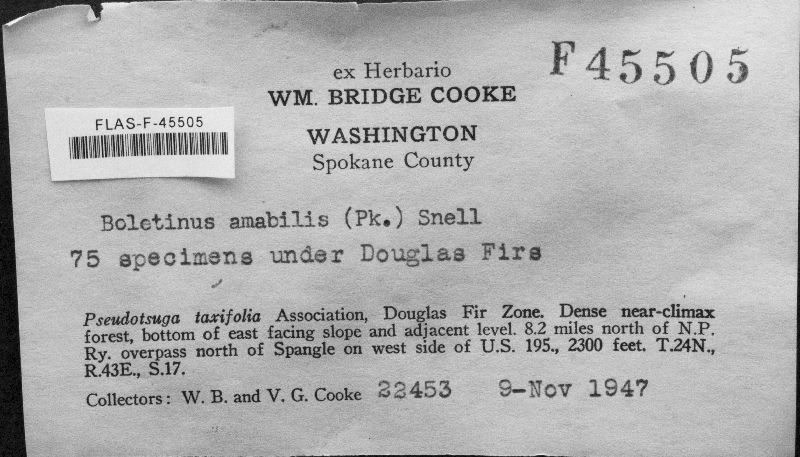 F45505
ex Herbario
WM. BRIDGE COOKE
FLAS-F-45505
WASHINGTON
Spokane County
Boletinus amabilis (Pk.) Snell
75 specimens under Douglas Firs
Pseudotsuga taxifolia Association, Douglas Fir Zone. Dense near-climax
forest, bottom of east facing slope and adjacent level. 8.2 miles north of N.P.
Ry. overpass north of Spangle on west side of U.S. 195., 2300 feet. T.24N.,
R.43E., S.17.
Collectors: W. B. and V. G. Cooke 22453 9-Nov 1947